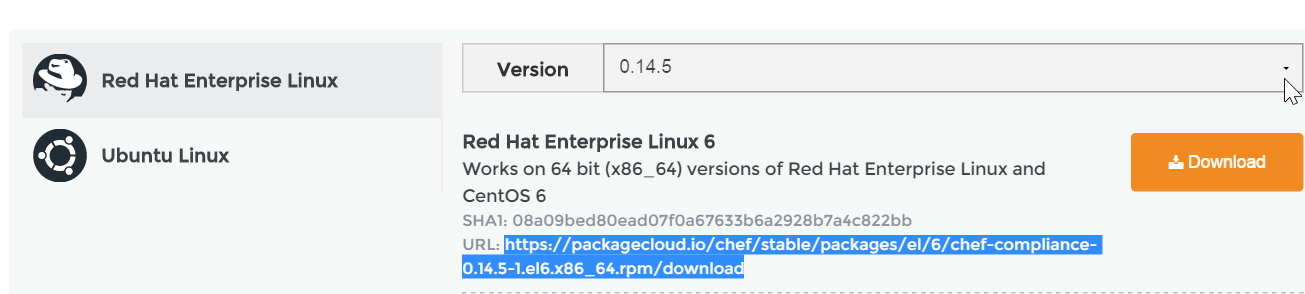 Red Hat Enterprise Linux
Ubuntu Linux
Version 0.14.5
Red Hat Enterprise Linux 6
Works on 64 bit (x86_64) versions of Red Hat Enterprise Linux and
CentOS 6
SHA1: 08a09bed80ead07f0a67633b6a2928b7a4c822bb
URL: https://packagecloud.io/chef/stable/packages/el/6/chef-compliance-
0.14.5-1.el6.x86_64.rpm/download
Download